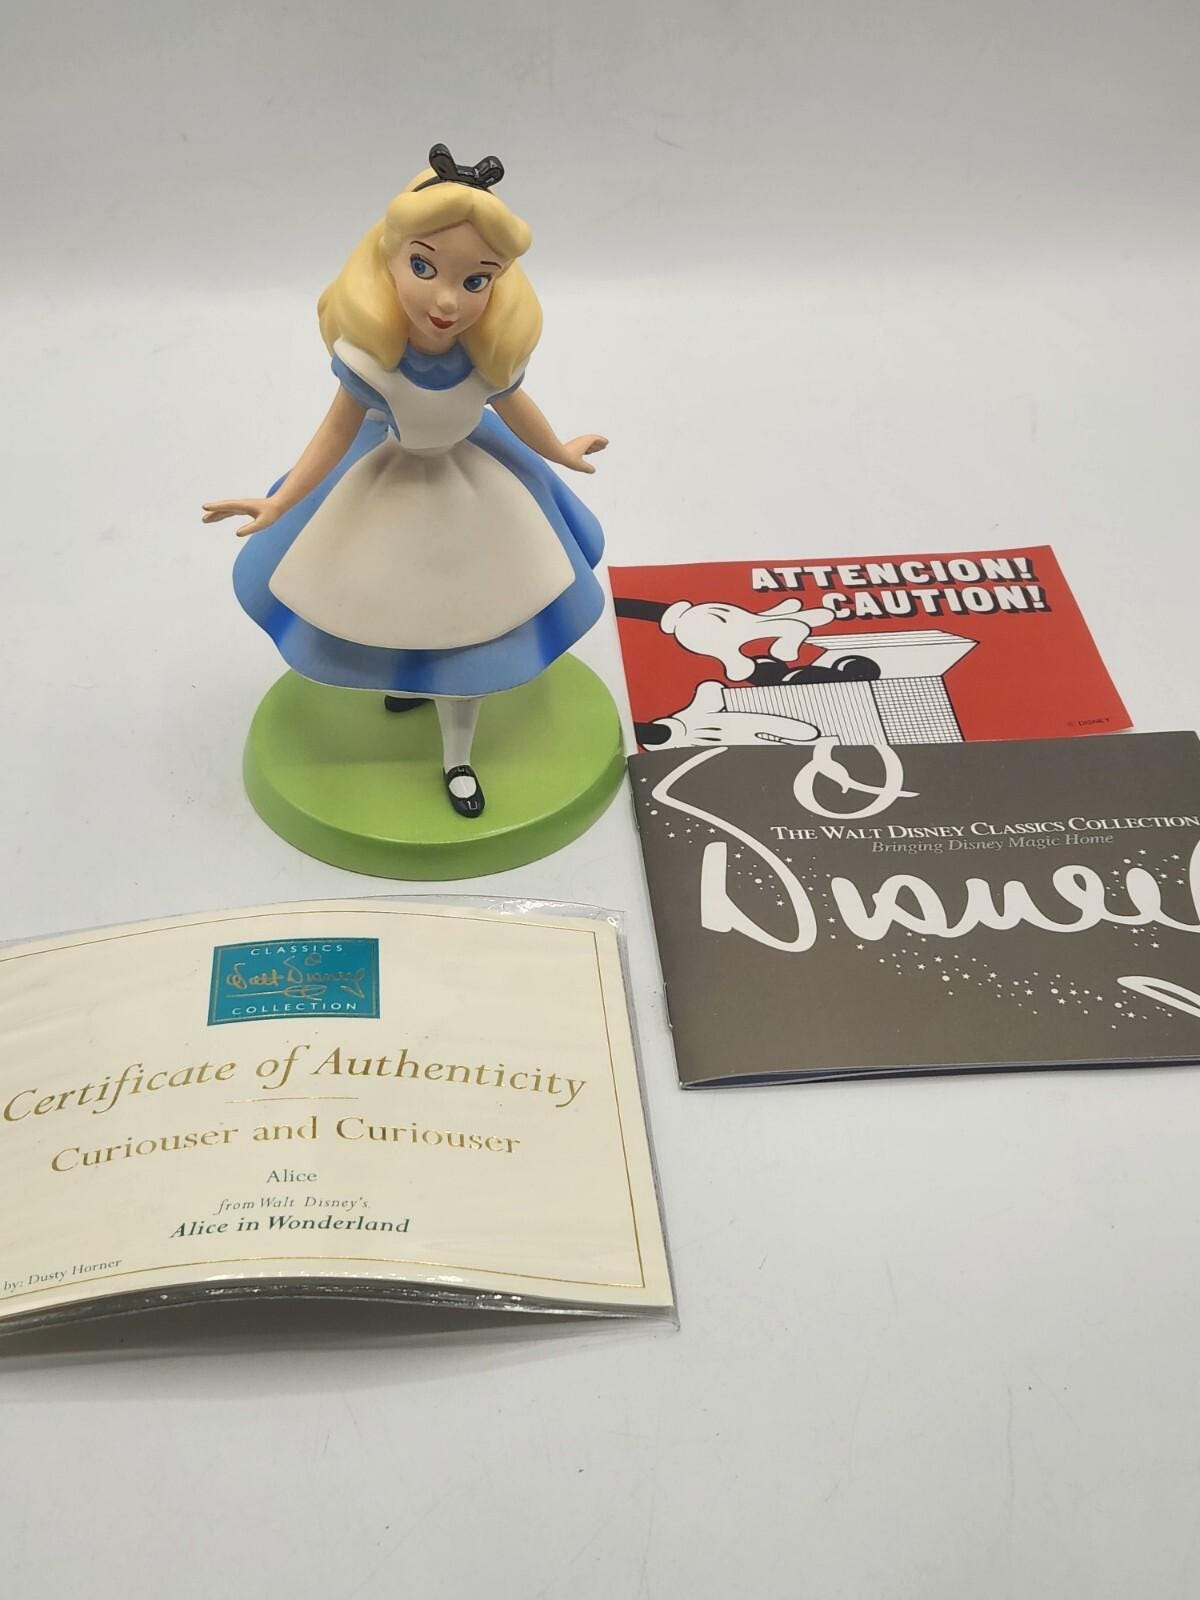 ATTENCION!
CAUTION!
© DISNEY
THE WALT DISNEY CLASSICS COLLECTION
Bringing Disney Magic Home
Disney
CLASSICS
Walt Disney
COLLECTION
Certificate of Authenticity
Curiouser and Curiouser
Alice
from Walt Disney's
Alice in Wonderland
by: Dusty Horner